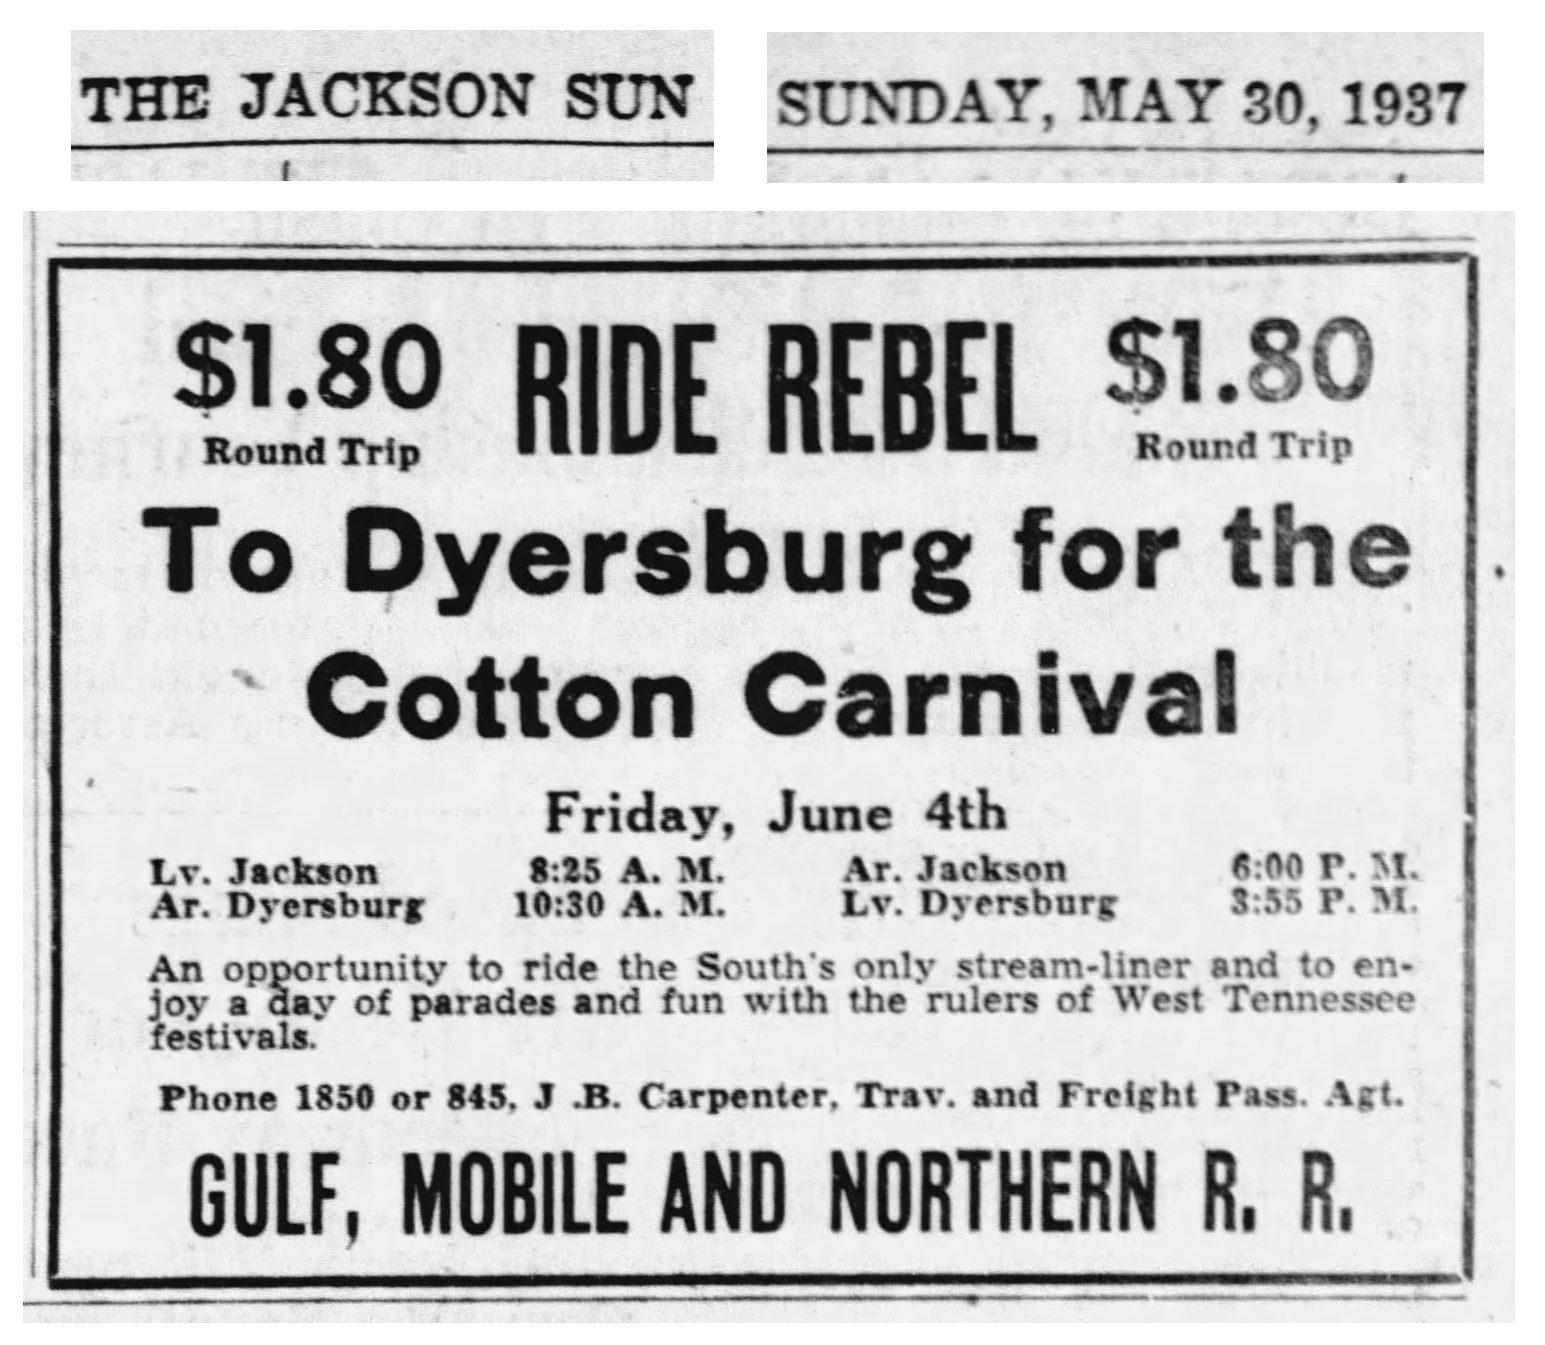 THE JACKSON SUN
SUNDAY, MAY 30, 1937
$1.80 RIDE REBEL $1.80
Round Trip Round Trip
To Dyersburg for the
Cotton Carnival
Friday, June 4th
Lv. Jackson 8:25 A. M. Ar. Jackson 6:00 P. M.
Ar. Dyersburg 10:30 A. M. Lv. Dyersburg 3:55 P. M.
An opportunity to ride the South's only stream-liner and to en-
joy a day of parades and fun with the rulers of West Tennessee
festivals.
Phone 1850 or 845, J .B. Carpenter, Trav. and Freight Pass. Agt.
GULF, MOBILE AND NORTHERN R. R.